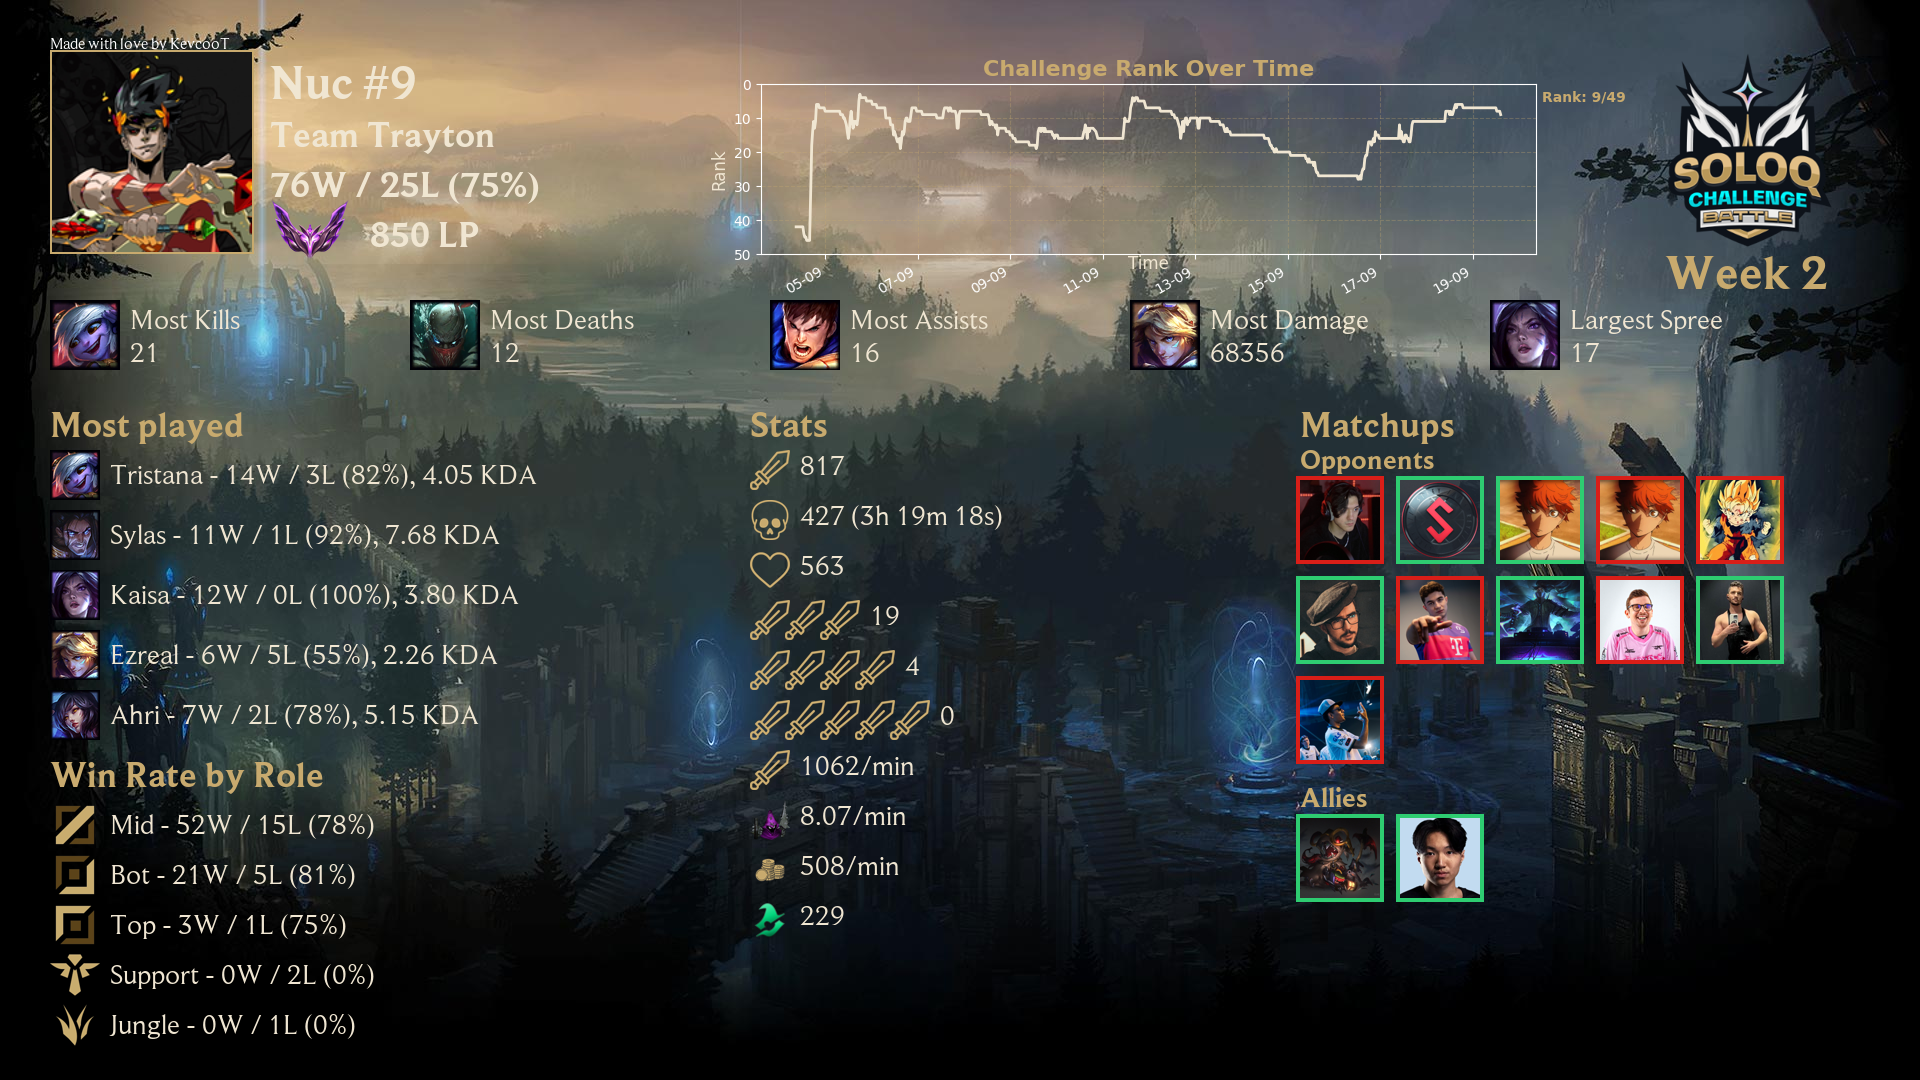 Made with love by KevcooT
Nuc #9
Team Trayton
76W / 25L (75%)
850 LP
Challenge Rank Over Time
0
10
20
30
40
50
Rank
05-09
07-09
09-09
11-09
13-09
15-09
17-09
19-09
Time
Rank: 9/49
SOLOQ
CHALLENGE
BATTLE
Week 2
Most Kills
21
Most Deaths
12
Most Assists
16
Most Damage
68356
Largest Spree
17
Most played
Tristana - 14W / 3L (82%), 4.05 KDA
Sylas - 11W / 1L (92%), 7.68 KDA
Kaisa - 12W / 0L (100%), 3.80 KDA
Ezreal - 6W / 5L (55%), 2.26 KDA
Ahri - 7W / 2L (78%), 5.15 KDA
Win Rate by Role
Mid - 52W / 15L (78%)
Bot - 21W / 5L (81%)
Top - 3W / 1L (75%)
Support - 0W / 2L (0%)
Jungle - 0W / 1L (0%)
Stats
817
427 (3h 19m 18s)
563
19
4
0
1062/min
8.07/min
508/min
229
Matchups
Opponents
Allies